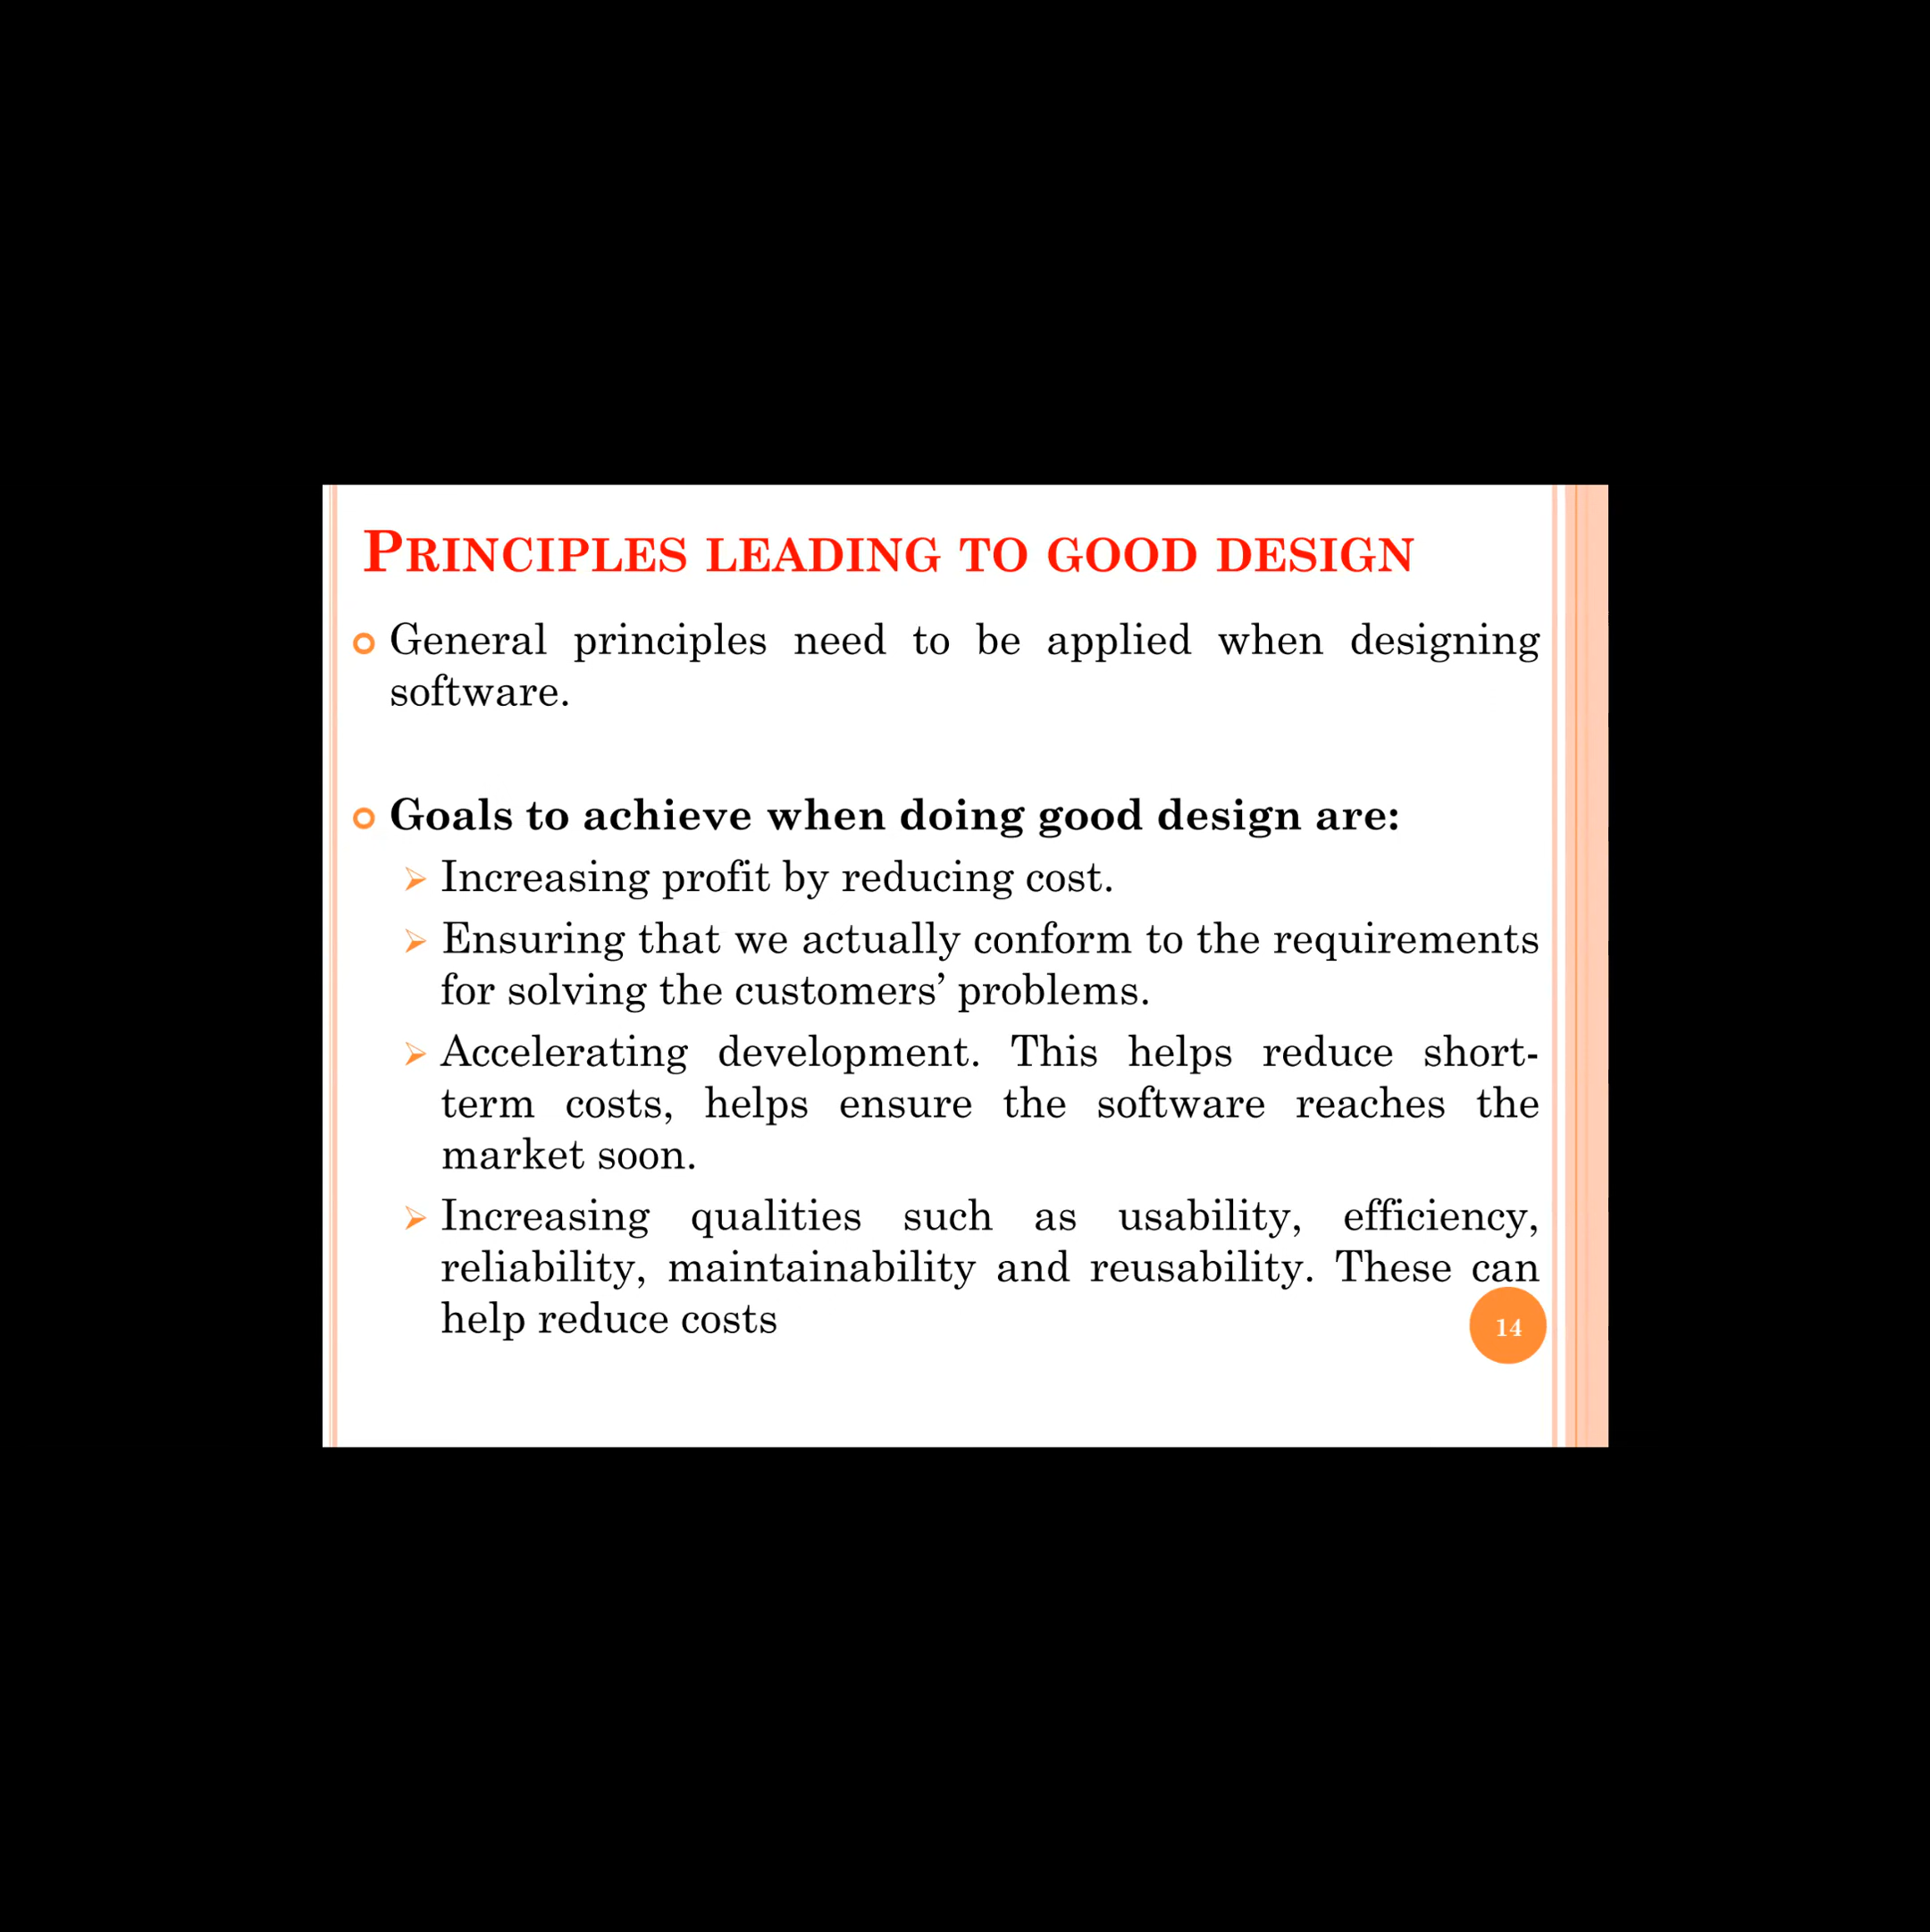 PRINCIPLES LEADING TO GOOD DESIGN
General principles need to be applied when designing
software.
Goals to achieve when doing good design are:
Increasing profit by reducing cost.
Ensuring that we actually conform to the requirements
for solving the customers’ problems.
Accelerating development. This helps reduce short-
term costs, helps ensure the software reaches the
market soon.
Increasing qualities such as usability, efficiency,
reliability, maintainability and reusability. These can
help reduce costs
14